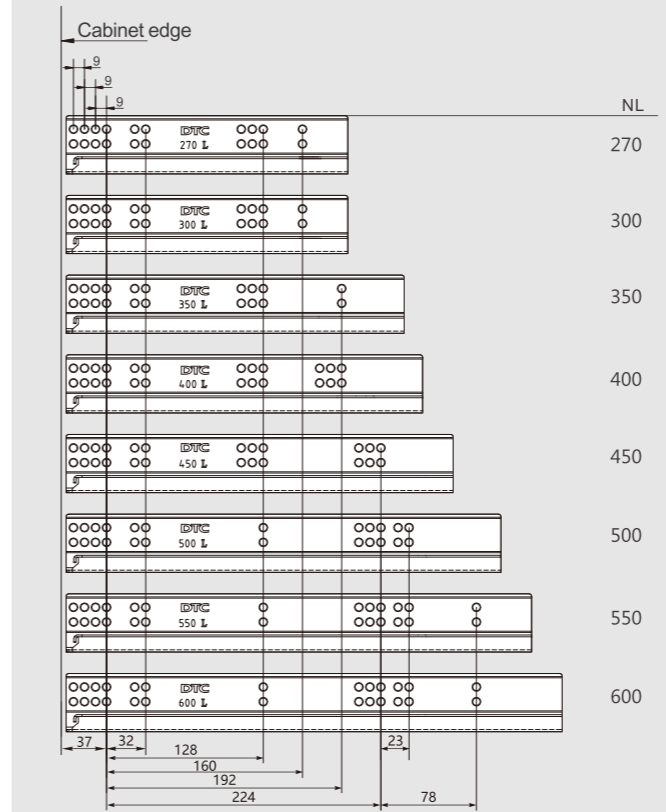 Cabinet edge
9
9
9
NL
DTC
270 L
270
DTC
300 L
300
DTC
350 L
350
DTC
400 L
400
DTC
450 L
450
DTC
500 L
500
DTC
550 L
550
DTC
600 L
600
37 32 23
128
160
192
224 78